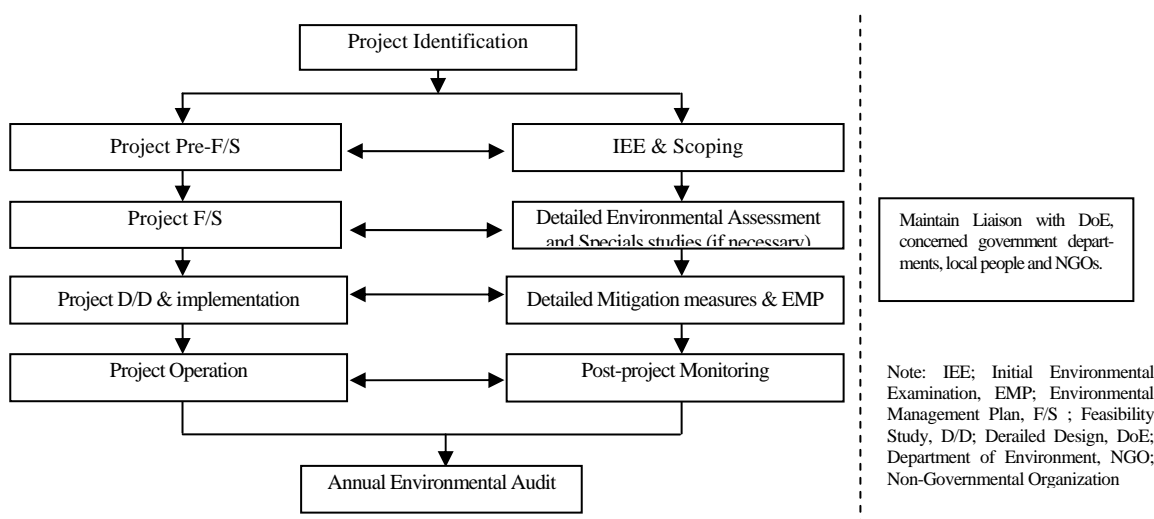 Project Identification
Project Pre-F/S
IEE & Scoping
Project F/S
Detailed Environmental Assessment
and Specials studies (if necessary)
Project D/D & implementation
Detailed Mitigation measures & EMP
Project Operation
Post-project Monitoring
Annual Environmental Audit
Maintain Liaison with DoE,
concerned government depart-
ments, local people and NGOs.
Note: IEE; Initial Environmental
Examination, EMP; Environmental
Management Plan, F/S ; Feasibility
Study, D/D; Derailed Design, DoE;
Department of Environment, NGO;
Non-Governmental Organization